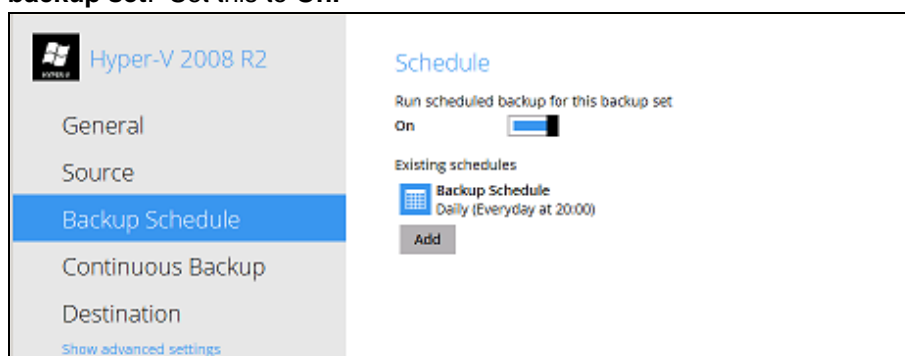 backup set. Set this to On.
Hyper-V 2008 R2
General
Source
Backup Schedule
Continuous Backup
Destination
Show advanced settings
Schedule
Run scheduled backup for this backup set
On
Existing schedules
Backup Schedule
Daily (Everyday at 20:00)
Add